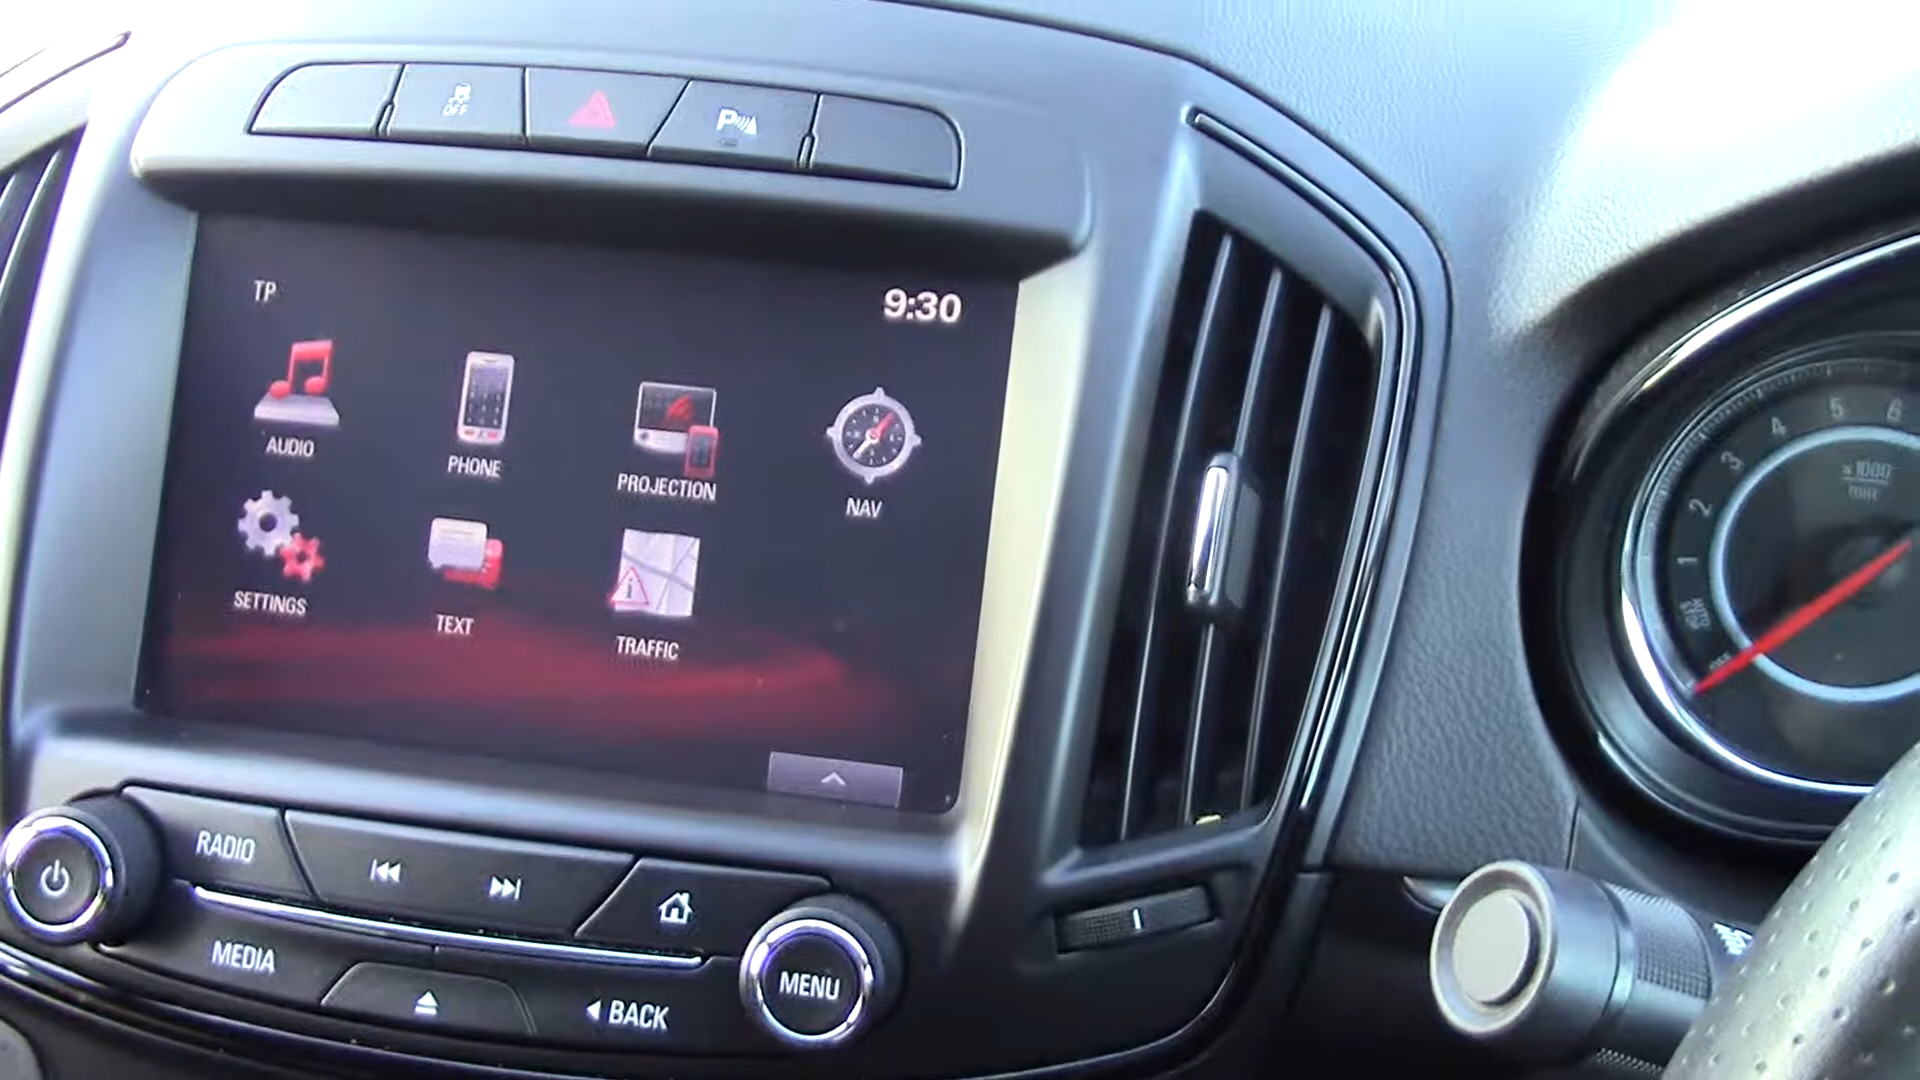 OFF
P
TP
9:30
AUDIO
PHONE
PROJECTION
NAV
SETTINGS
TEXT
TRAFFIC
RADIO
MEDIA
BACK
MENU
1
2
3
4
5
6
x1000
OFF